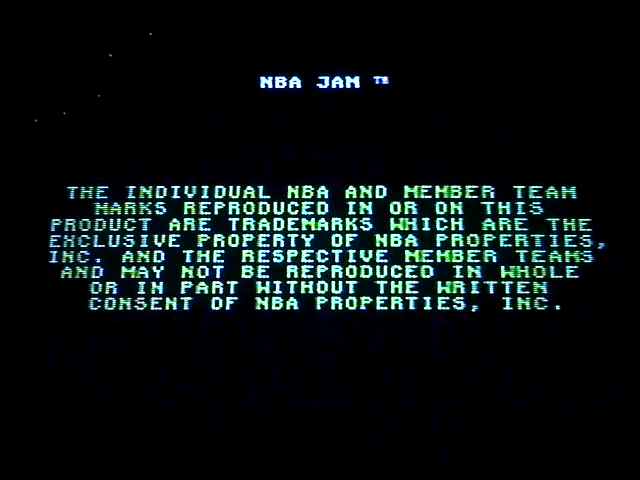 NBA JAM ™
THE INDIVIDUAL NBA AND MEMBER TEAM
MARKS REPRODUCED IN OR ON THIS
PRODUCT ARE TRADEMARKS WHICH ARE THE
EXCLUSIVE PROPERTY OF NBA PROPERTIES,
INC. AND THE RESPECTIVE MEMBER TEAMS
AND MAY NOT BE REPRODUCED IN WHOLE
OR IN PART WITHOUT THE WRITTEN
CONSENT OF NBA PROPERTIES, INC.